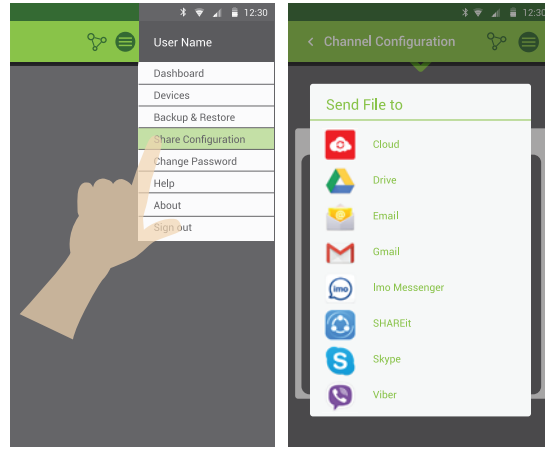 12:30
User Name
Dashboard
Devices
Backup & Restore
Share Configuration
Change Password
Help
About
Sign out
12:30
Channel Configuration
Send File to
Cloud
Drive
Email
Gmail
imo
Imo Messenger
SHAREit
Skype
Viber